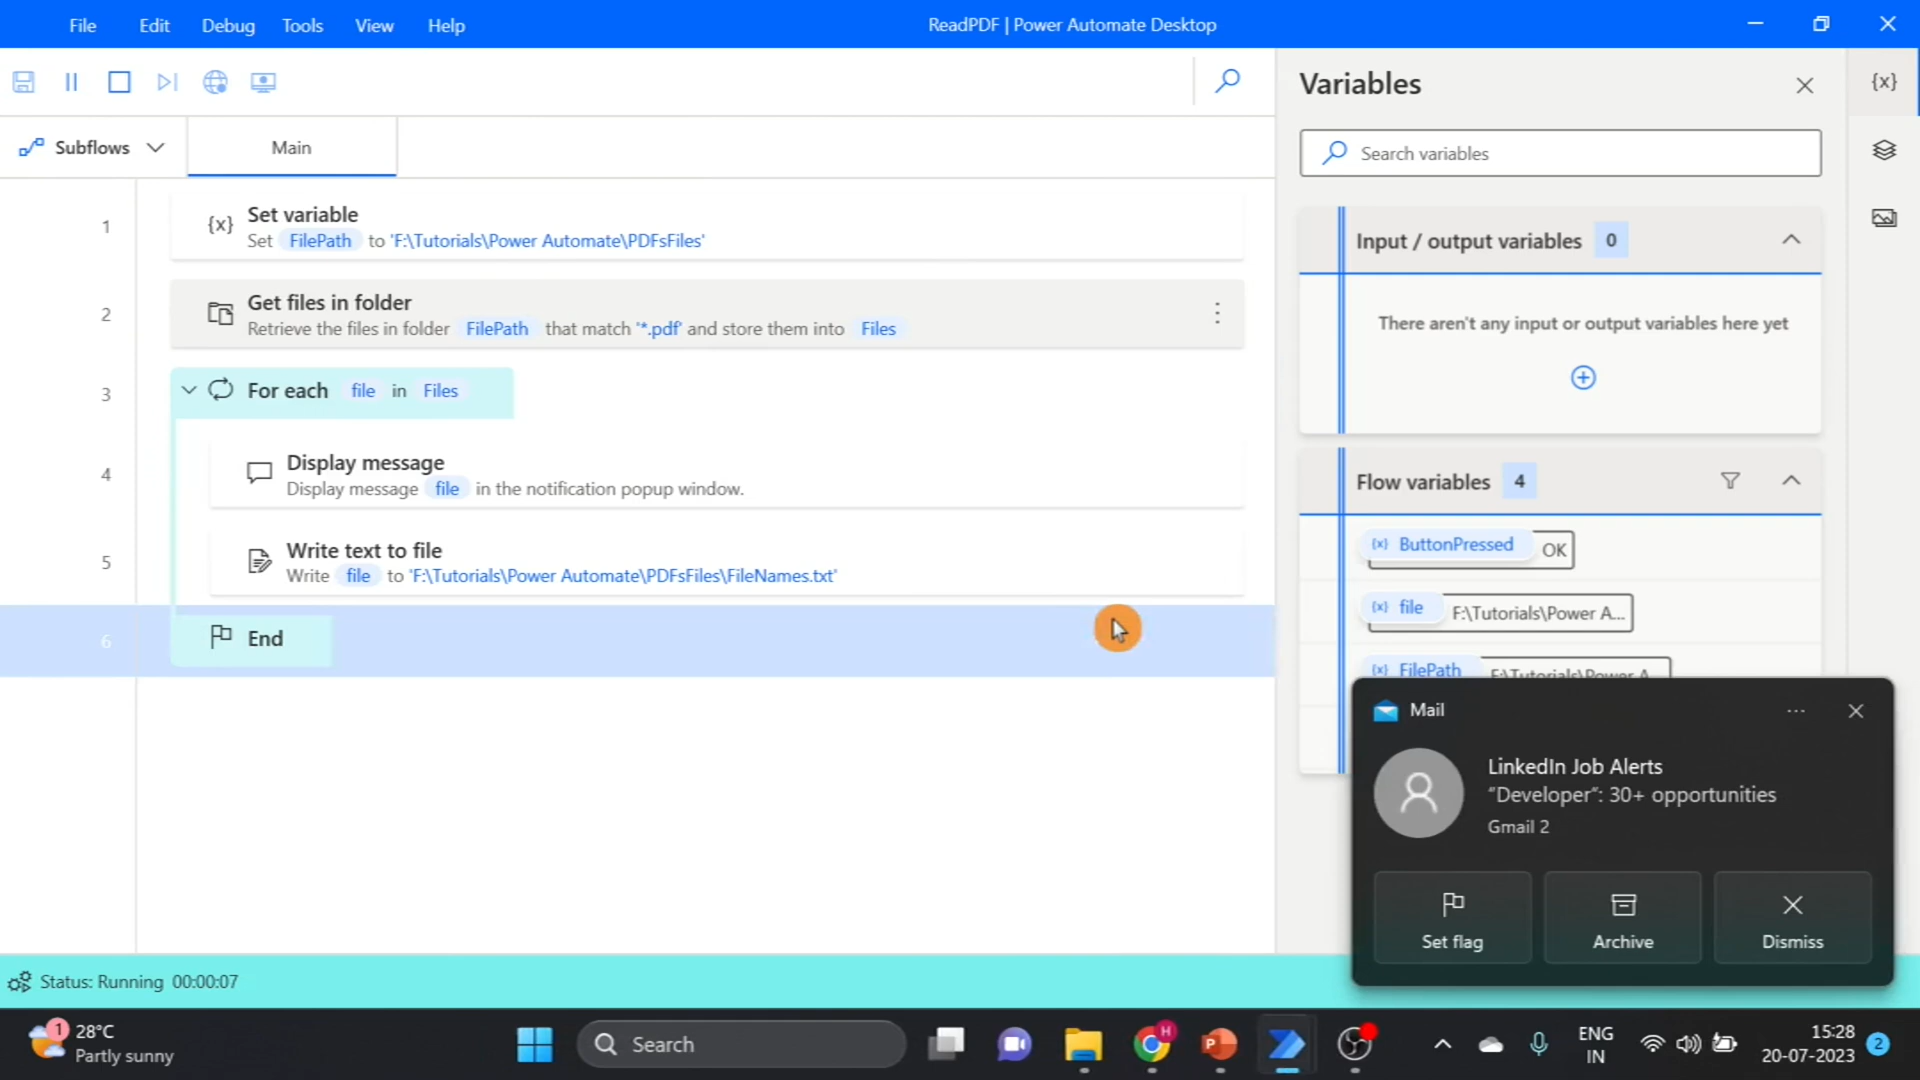 File Edit Debug Tools View Help
ReadPDF | Power Automate Desktop
Subflows
Main
1
{x} Set variable
Set FilePath to 'F:\Tutorials\Power Automate\PDFsFiles'
2
Get files in folder
Retrieve the files in folder FilePath that match '*.pdf' and store them into Files
3
For each file in Files
4
Display message
Display message file in the notification popup window.
5
Write text to file
Write file to 'F:\Tutorials\Power Automate\PDFsFiles\FileNames.txt'
6
End
Status: Running 00:00:07
Variables
{x}
Search variables
Input / output variables 0
There aren't any input or output variables here yet
Flow variables 4
{x} ButtonPressed OK
{x} file F:\Tutorials\Power A...
{x} FilePath F:\Tutorials\Power A...
Mail
LinkedIn Job Alerts
“Developer“: 30+ opportunities
Gmail 2
Set flag
Archive
Dismiss
1
28°C
Partly sunny
Search
H
P
ENG
IN
15:28
20-07-2023
2